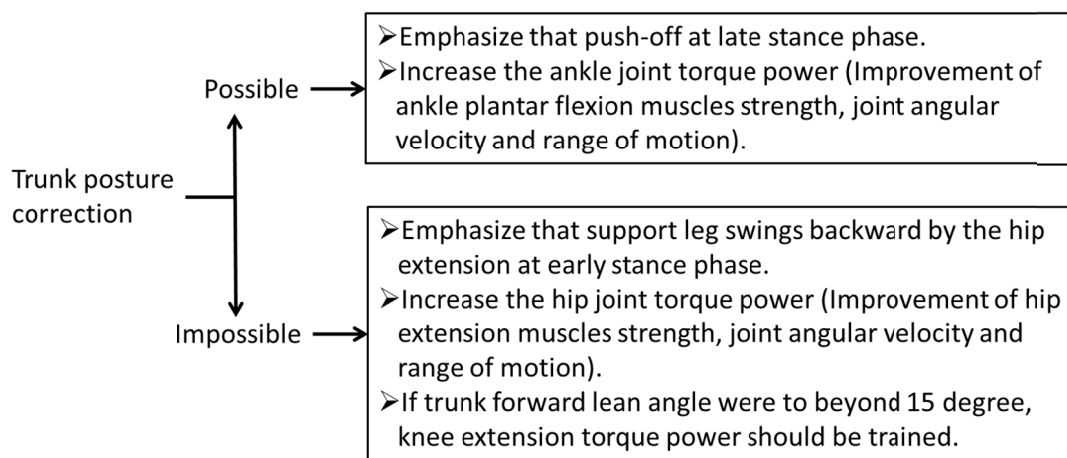 Possible
➢Emphasize that push-off at late stance phase.
➢Increase the ankle joint torque power (Improvement of
ankle plantar flexion muscles strength, joint angular
velocity and range of motion).
Trunk posture
correction
Impossible
➢Emphasize that support leg swings backward by the hip
extension at early stance phase.
➢Increase the hip joint torque power (Improvement of hip
extension muscles strength, joint angular velocity and
range of motion).
➢If trunk forward lean angle were to beyond 15 degree,
knee extension torque power should be trained.